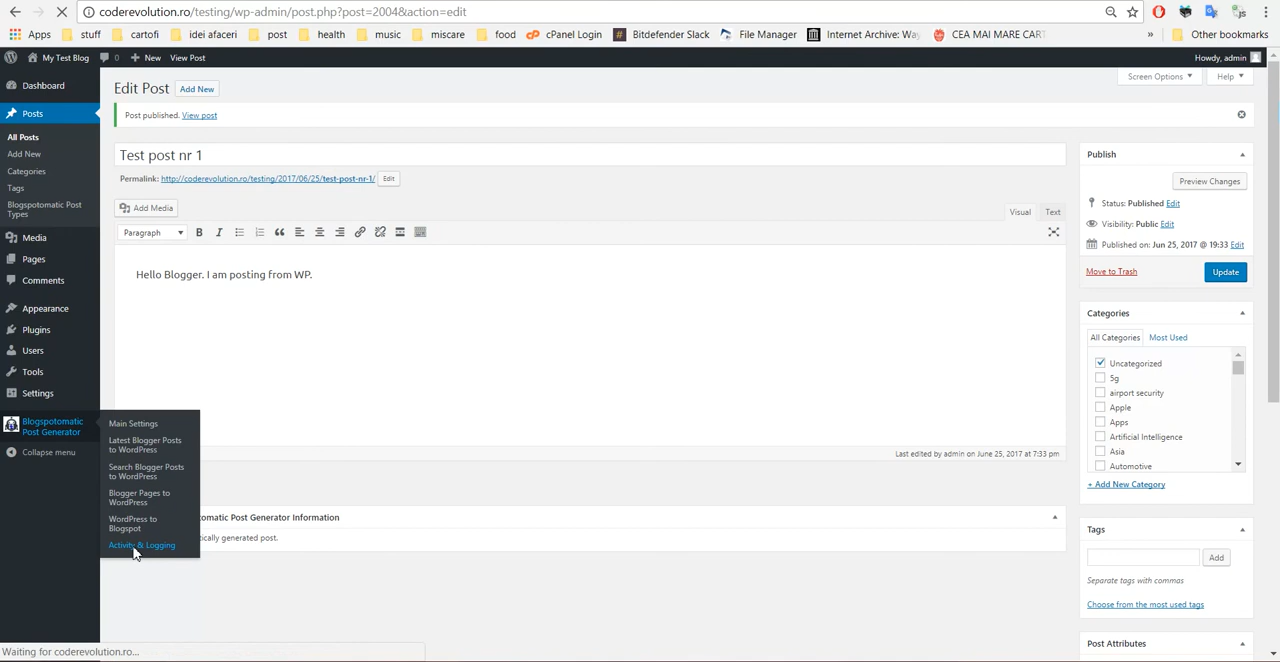 coderevolution.ro/testing/wp-admin/post.php?post=2004&action=edit
Apps stuff cartofi idei afaceri post health music miscare food cPanel Login Bitdefender Slack File Manager Internet Archive: Way CEA MAI MARE CART » Other bookmarks
My Test Blog 0 New View Post Howdy, admin
Dashboard
Posts
All Posts
Add New
Categories
Tags
Blogspotomatic Post
Types
Media
Pages
Comments
Appearance
Plugins
Users
Tools
Settings
Blogspotomatic
Post Generator
Collapse menu
Main Settings
Latest Blogger Posts
to WordPress
Search Blogger Posts
to WordPress
Blogger Pages to
WordPress
WordPress to
Blogspot
Activity & Logging
Screen Options Help
Edit Post Add New
Post published. View post
Test post nr 1
Permalink: http://coderevolution.ro/testing/2017/06/25/test-post-nr-1/ Edit
Add Media
Visual Text
Paragraph
Hello Blogger. I am posting from WP.
Last edited by admin on June 25, 2017 at 7:33 pm
omatic Post Generator Information
tically generated post.
Publish
Preview Changes
Status: Published Edit
Visibility: Public Edit
Published on: Jun 25, 2017 @ 19:33 Edit
Move to Trash Update
Categories
All Categories Most Used
Uncategorized
5g
airport security
Apple
Apps
Artificial Intelligence
Asia
Automotive
+ Add New Category
Tags
Add
Separate tags with commas
Choose from the most used tags
Post Attributes
Waiting for coderevolution.ro...